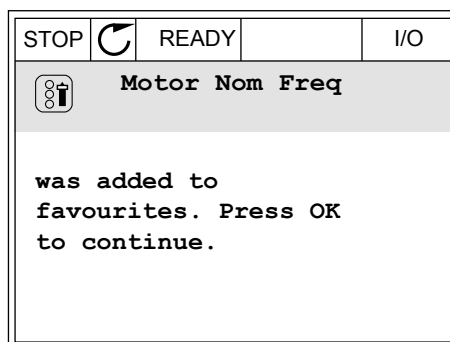 STOP READY I/O
Motor Nom Freq
was added to
favourites. Press OK
to continue.